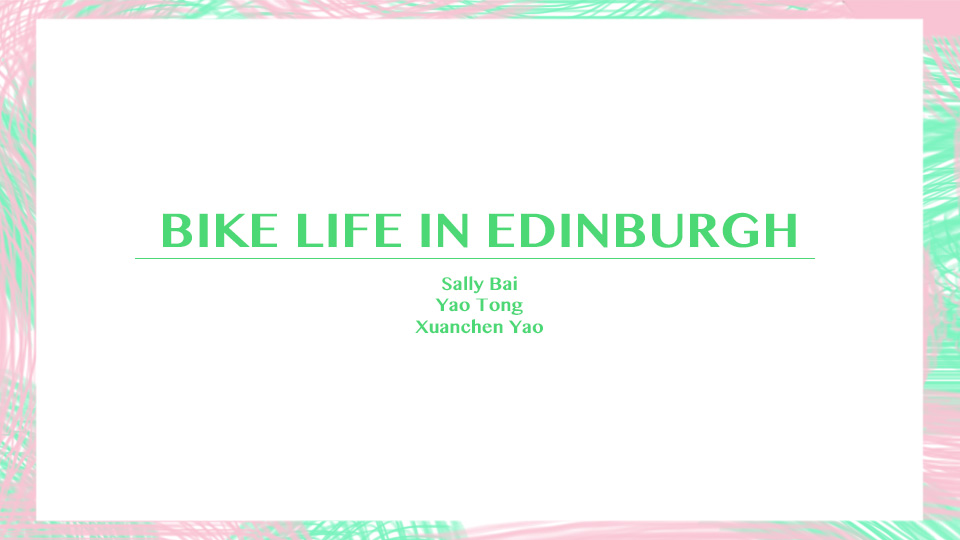 BIKE LIFE IN EDINBURGH
Sally Bai
Yao Tong
Xuanchen Yao